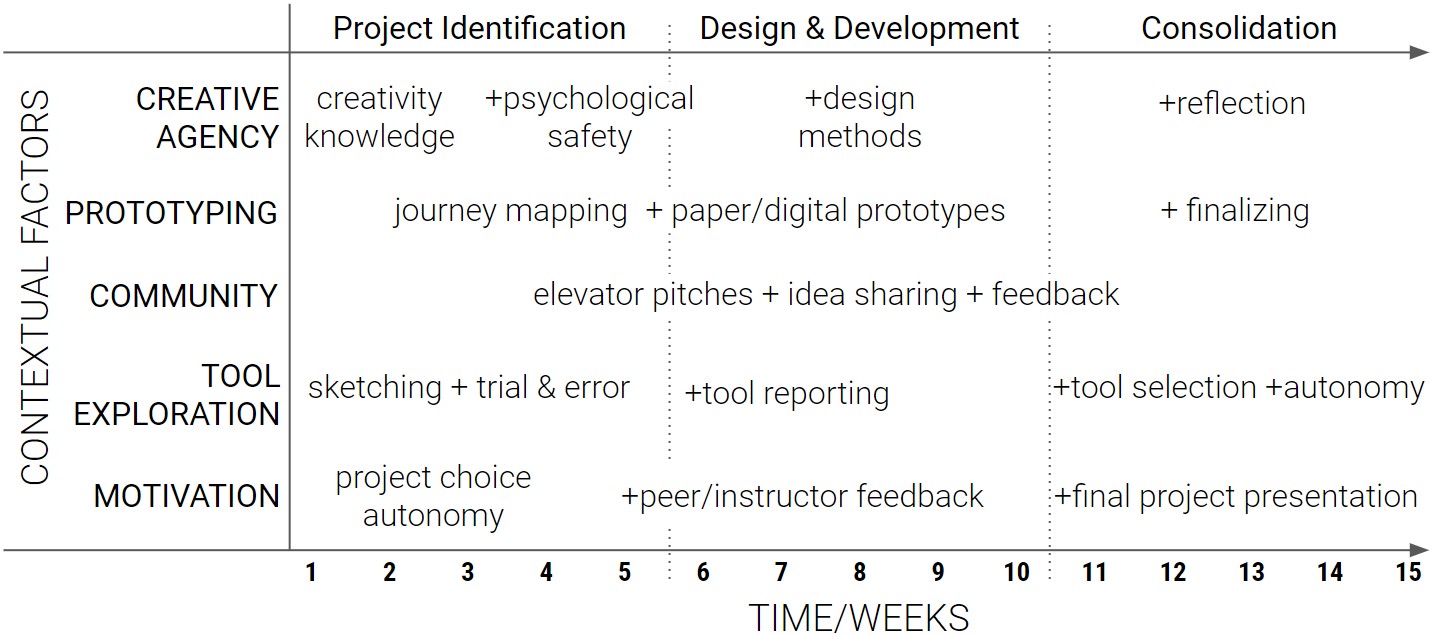 Project Identification
Design & Development
Consolidation
CONTEXTUAL FACTORS
CREATIVE
AGENCY
creativity
knowledge
+psychological
safety
+design
methods
+reflection
PROTOTYPING
journey mapping + paper/digital prototypes
+ finalizing
COMMUNITY
elevator pitches + idea sharing + feedback
TOOL
EXPLORATION
sketching + trial & error
+tool reporting
+tool selection +autonomy
MOTIVATION
project choice
autonomy
+peer/instructor feedback
+final project presentation
1 2 3 4 5 6 7 8 9 10 11 12 13 14 15
TIME/WEEKS